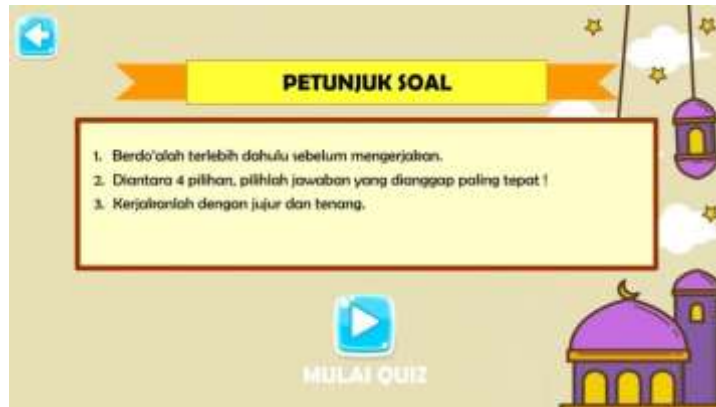 PETUNJUK SOAL
1. Berdo'alah terlebih dahulu sebelum mengerjakan.
2. Diantara 4 pilihan, pilihlah jawaban yang dianggap paling tepat !
3. Kerjakanlah dengan jujur dan tenang.
MULAI QUIZ